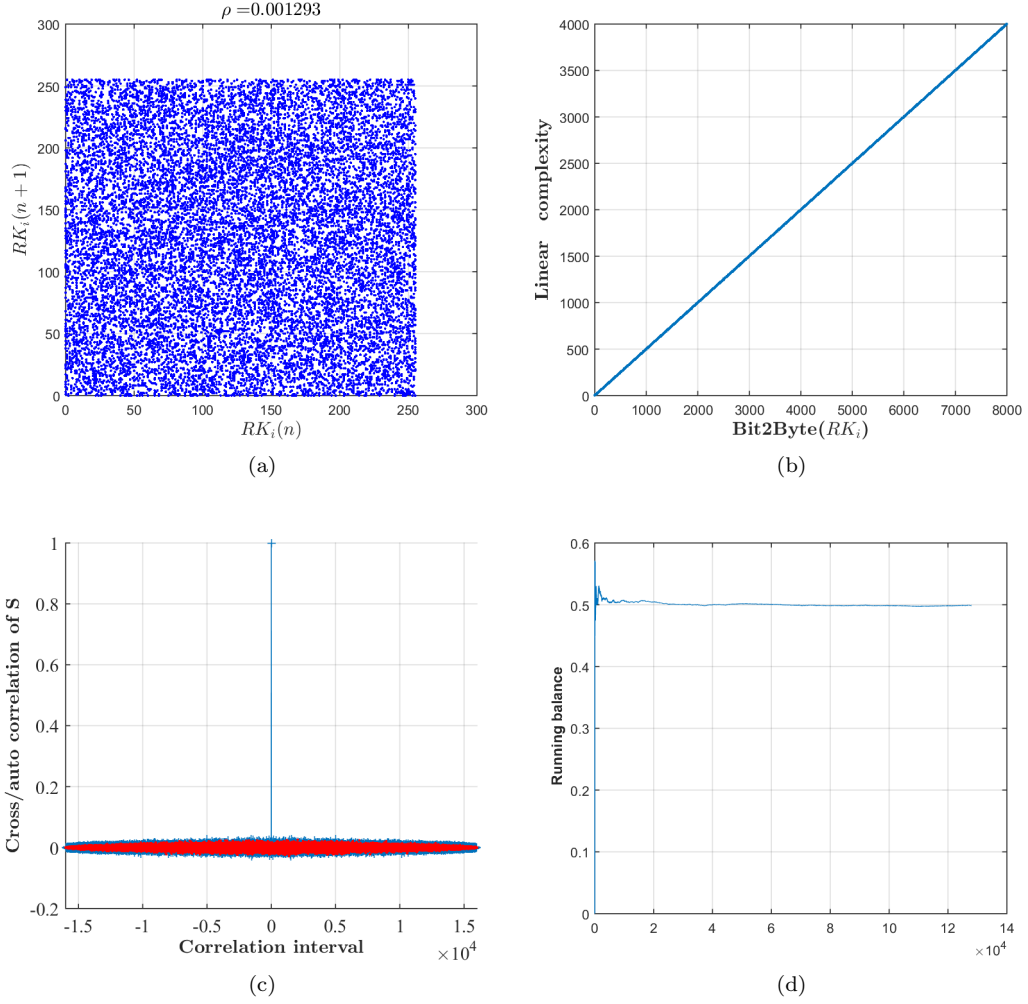 ρ =0.001293
300
250
200
150
100
50
0
RK_i(n + 1)
0 50 100 150 200 250 300
RK_i(n)
(a)
4000
3500
3000
2500
2000
1500
1000
500
0
Linear complexity
0 1000 2000 3000 4000 5000 6000 7000 8000
Bit2Byte(RK_i)
(b)
1
0.8
0.6
0.4
0.2
0
-0.2
Cross/auto correlation of S
-1.5 -1 -0.5 0 0.5 1 1.5
×10⁴
Correlation interval
(c)
0.6
0.5
0.4
0.3
0.2
0.1
0
Running balance
0 2 4 6 8 10 12 14
×10⁴
(d)